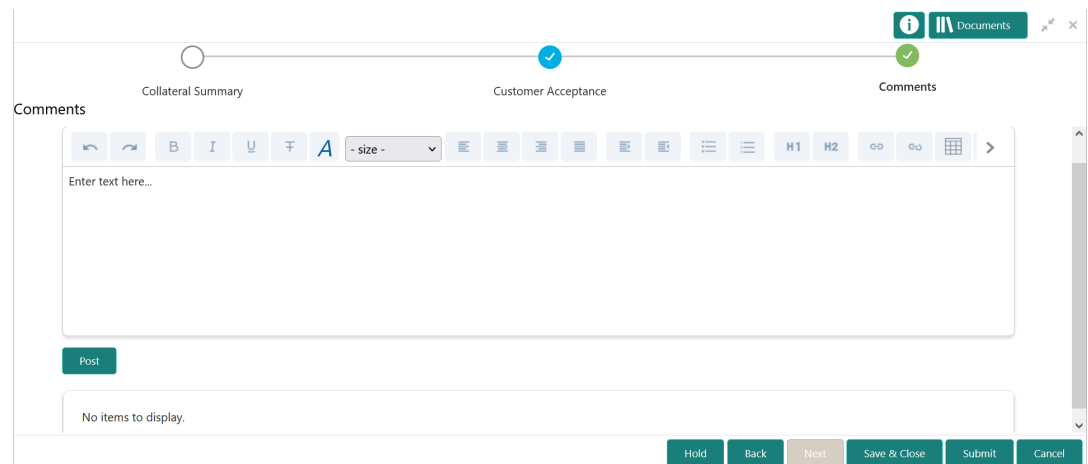 Documents
Collateral Summary
Customer Acceptance
Comments
Comments
B I U T A - size - H1 H2
Enter text here...
Post
No items to display.
Hold Back Next Save & Close Submit Cancel